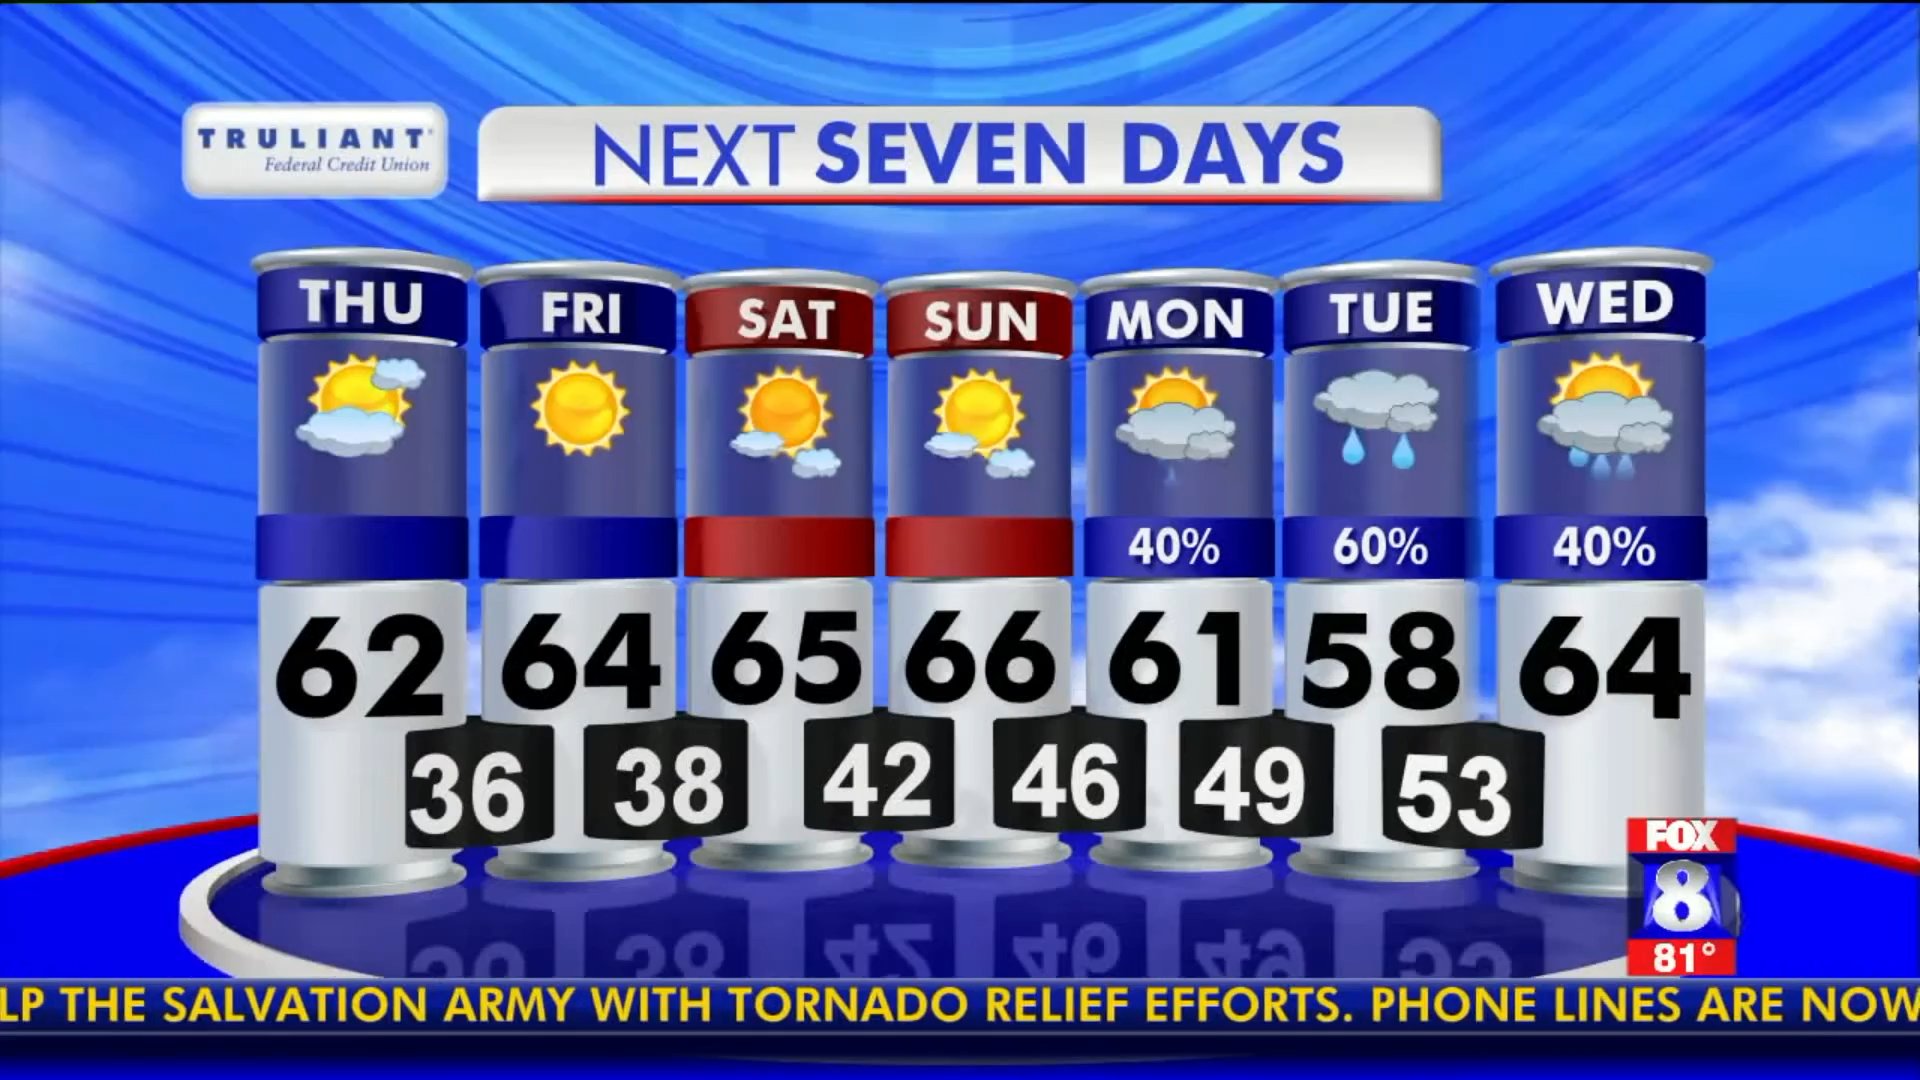 TRULIANT
Federal Credit Union
NEXT SEVEN DAYS
THU FRI SAT SUN MON TUE WED
40% 60% 40%
62 64 65 66 61 58 64
36 38 42 46 49 53
FOX
8
81°
LP THE SALVATION ARMY WITH TORNADO RELIEF EFFORTS. PHONE LINES ARE NOW